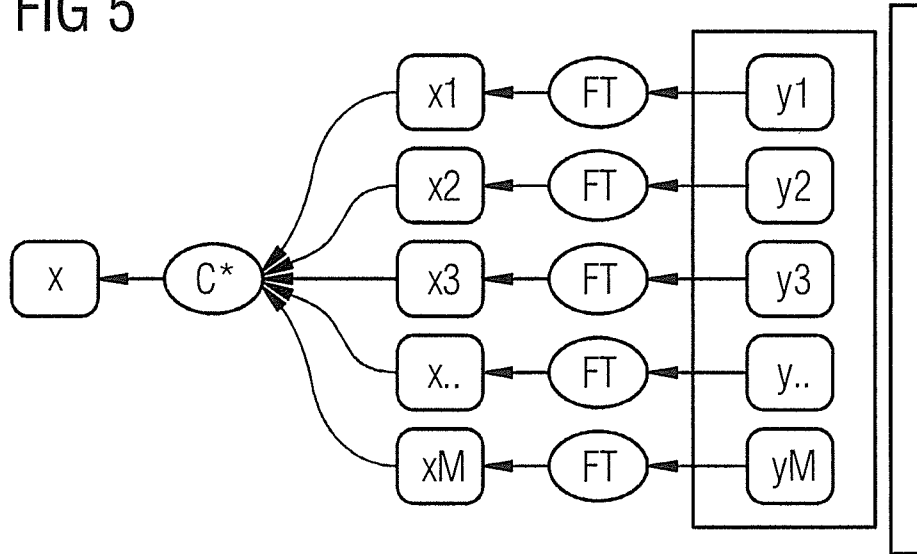 FIG 5
x1 FT y1
x2 FT y2
x C* x3 FT y3
x.. FT y..
xM FT yM